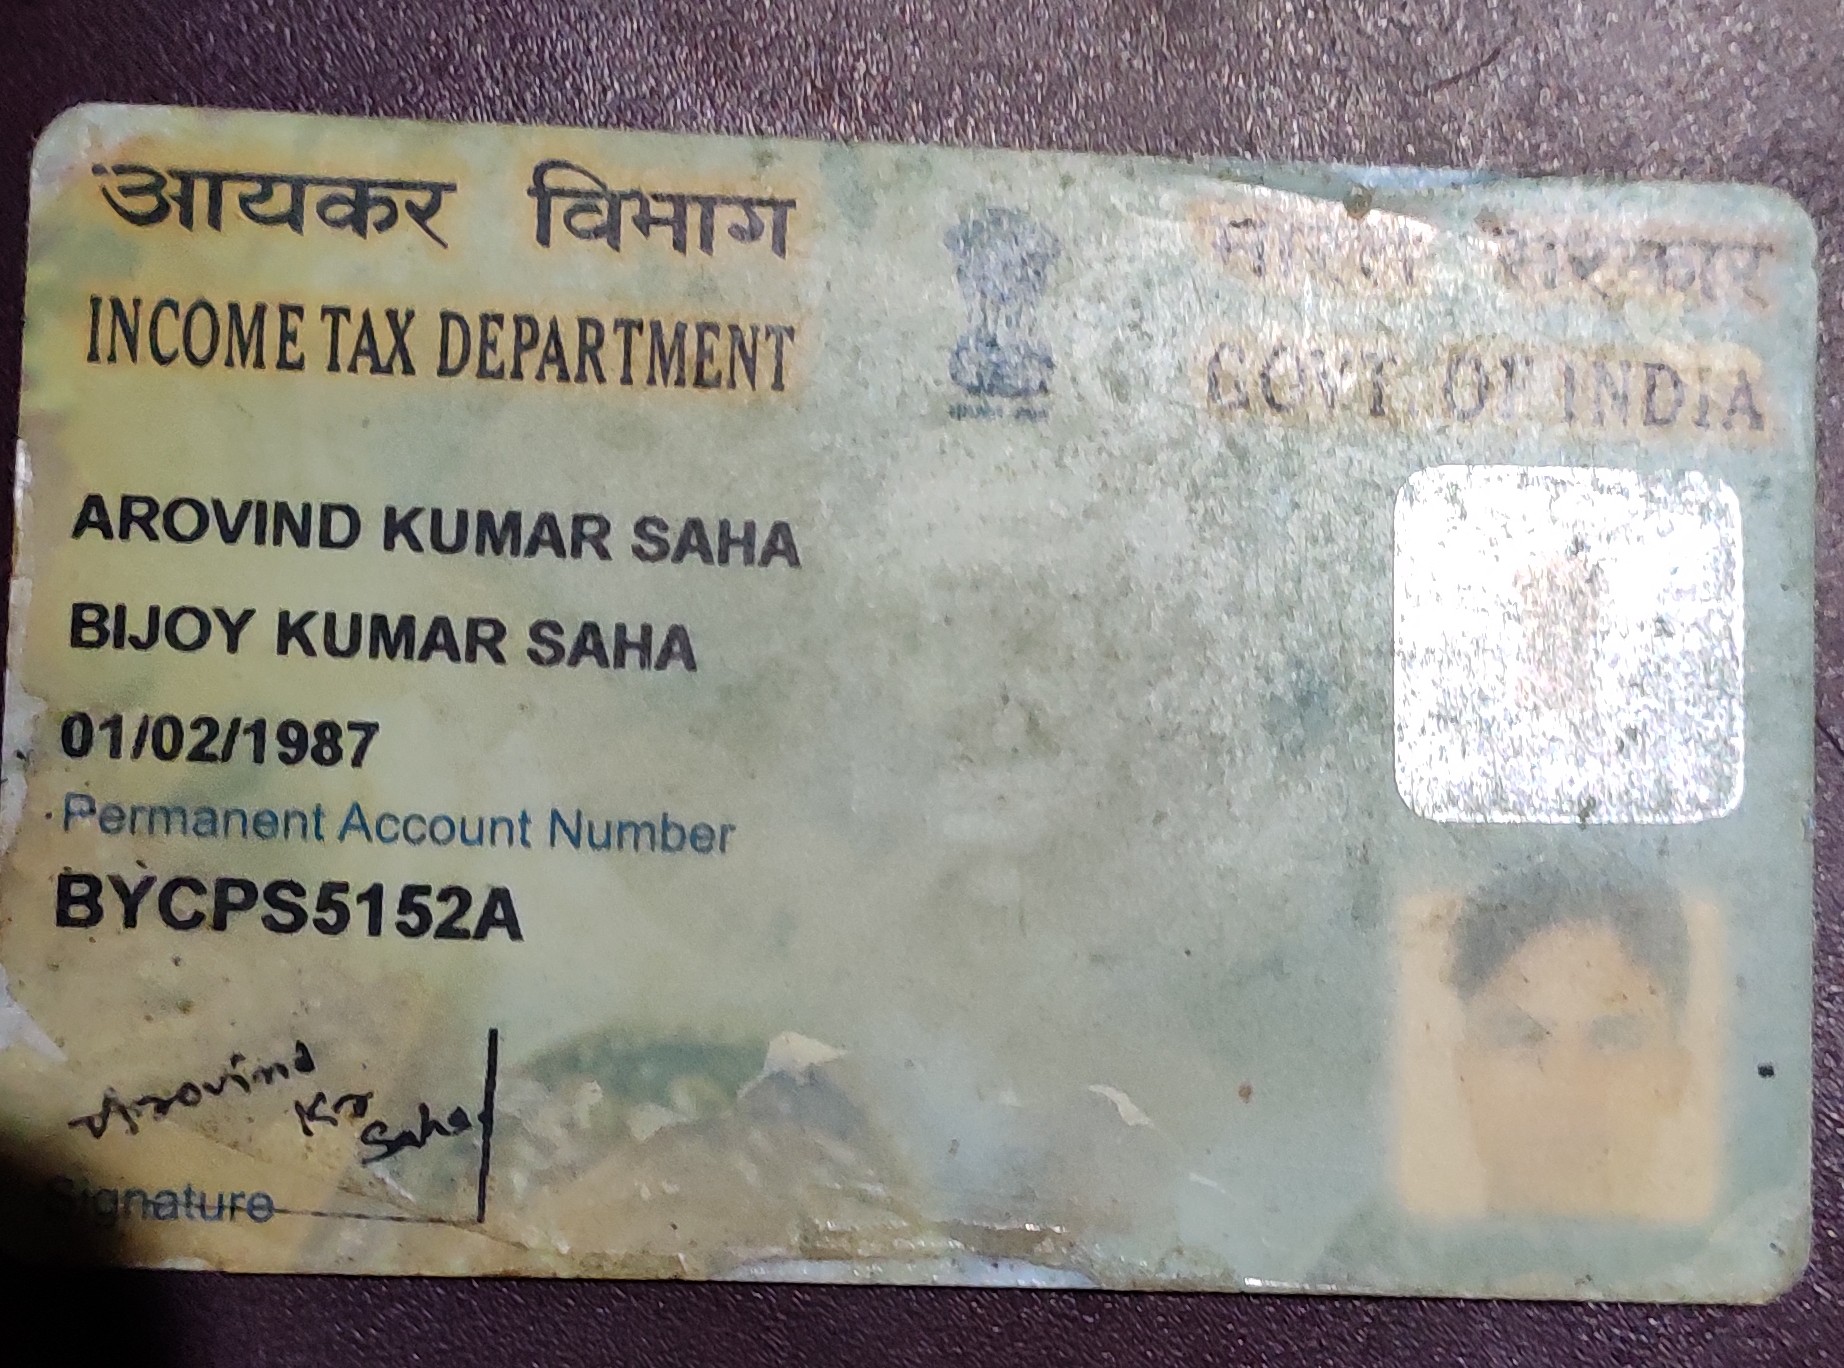 आयकर विभाग
INCOME TAX DEPARTMENT
भारत सरकार
GOVT. OF INDIA
AROVIND KUMAR SAHA
BIJOY KUMAR SAHA
01/02/1987
Permanent Account Number
BYCPS5152A
Arovind
Kr
Saha
Signature